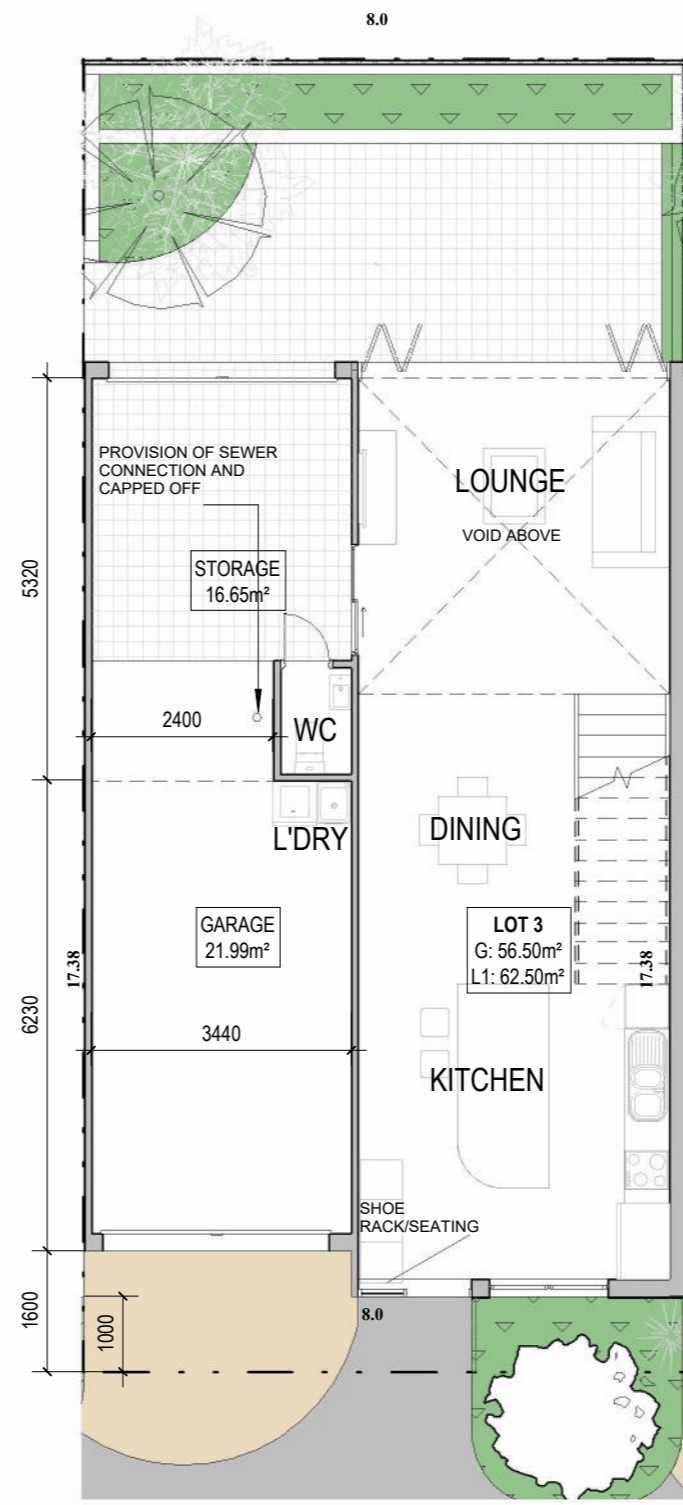 8.0
PROVISION OF SEWER
CONNECTION AND
CAPPED OFF
LOUNGE
VOID ABOVE
STORAGE
16.65m²
5320
2400
WC
L'DRY
DINING
GARAGE
21.99m²
LOT 3
G: 56.50m²
L1: 62.50m²
17.38
17.38
6230
3440
KITCHEN
SHOE
RACK/SEATING
1600
1000
8.0